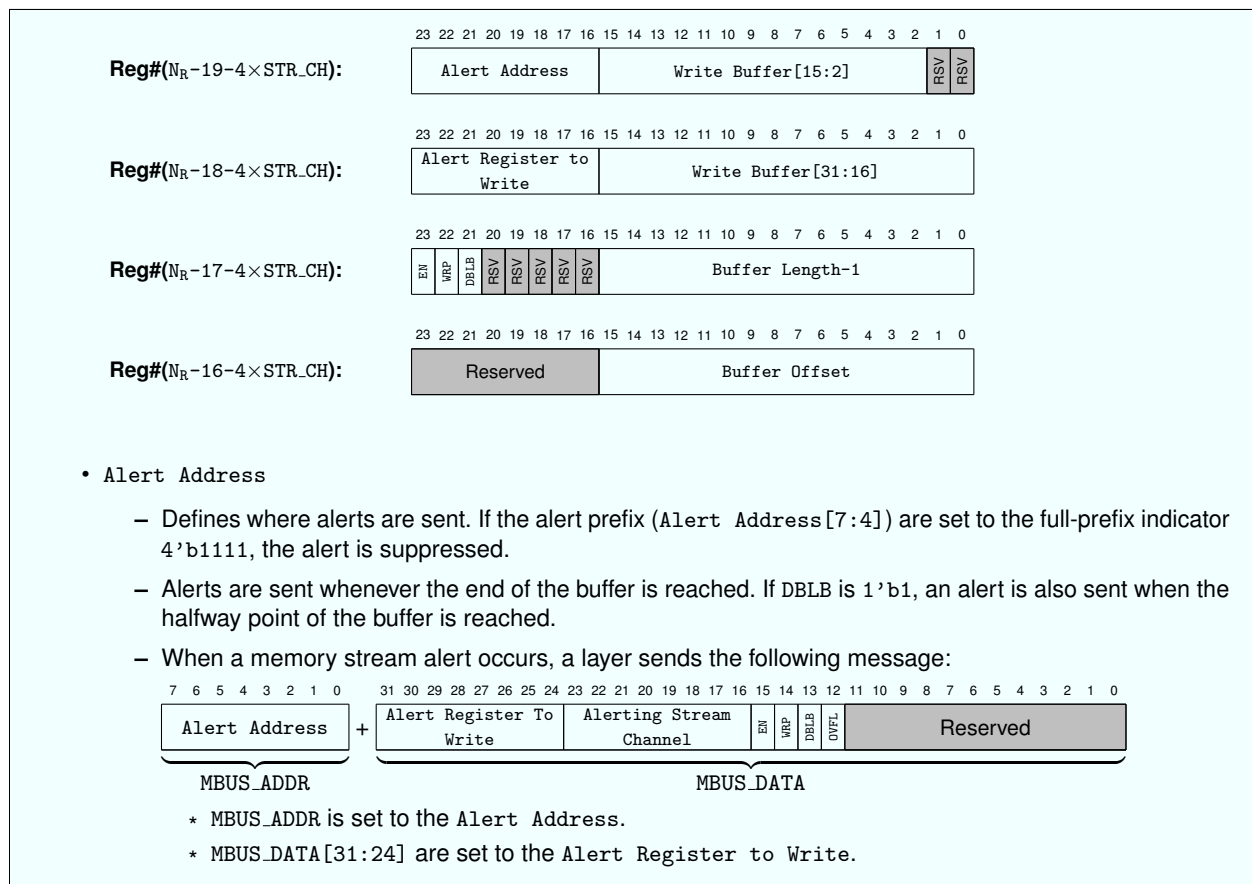 23 22 21 20 19 18 17 16 15 14 13 12 11 10 9 8 7 6 5 4 3 2 1 0
Reg#(N_R-19-4×STR_CH): Alert Address Write Buffer[15:2] RSV RSV
23 22 21 20 19 18 17 16 15 14 13 12 11 10 9 8 7 6 5 4 3 2 1 0
Reg#(N_R-18-4×STR_CH): Alert Register to Write Write Buffer[31:16]
23 22 21 20 19 18 17 16 15 14 13 12 11 10 9 8 7 6 5 4 3 2 1 0
Reg#(N_R-17-4×STR_CH): EN WRP DBLB RSV RSV RSV RSV RSV Buffer Length-1
23 22 21 20 19 18 17 16 15 14 13 12 11 10 9 8 7 6 5 4 3 2 1 0
Reg#(N_R-16-4×STR_CH): Reserved Buffer Offset
• Alert Address
– Defines where alerts are sent. If the alert prefix (Alert Address[7:4]) are set to the full-prefix indicator
4'b1111, the alert is suppressed.
– Alerts are sent whenever the end of the buffer is reached. If DBLB is 1'b1, an alert is also sent when the
halfway point of the buffer is reached.
– When a memory stream alert occurs, a layer sends the following message:
7 6 5 4 3 2 1 0 31 30 29 28 27 26 25 24 23 22 21 20 19 18 17 16 15 14 13 12 11 10 9 8 7 6 5 4 3 2 1 0
Alert Address + Alert Register To Write Alerting Stream Channel EN WRP DBLB OVFL Reserved
MBUS_ADDR MBUS_DATA
* MBUS_ADDR is set to the Alert Address.
* MBUS_DATA[31:24] are set to the Alert Register to Write.